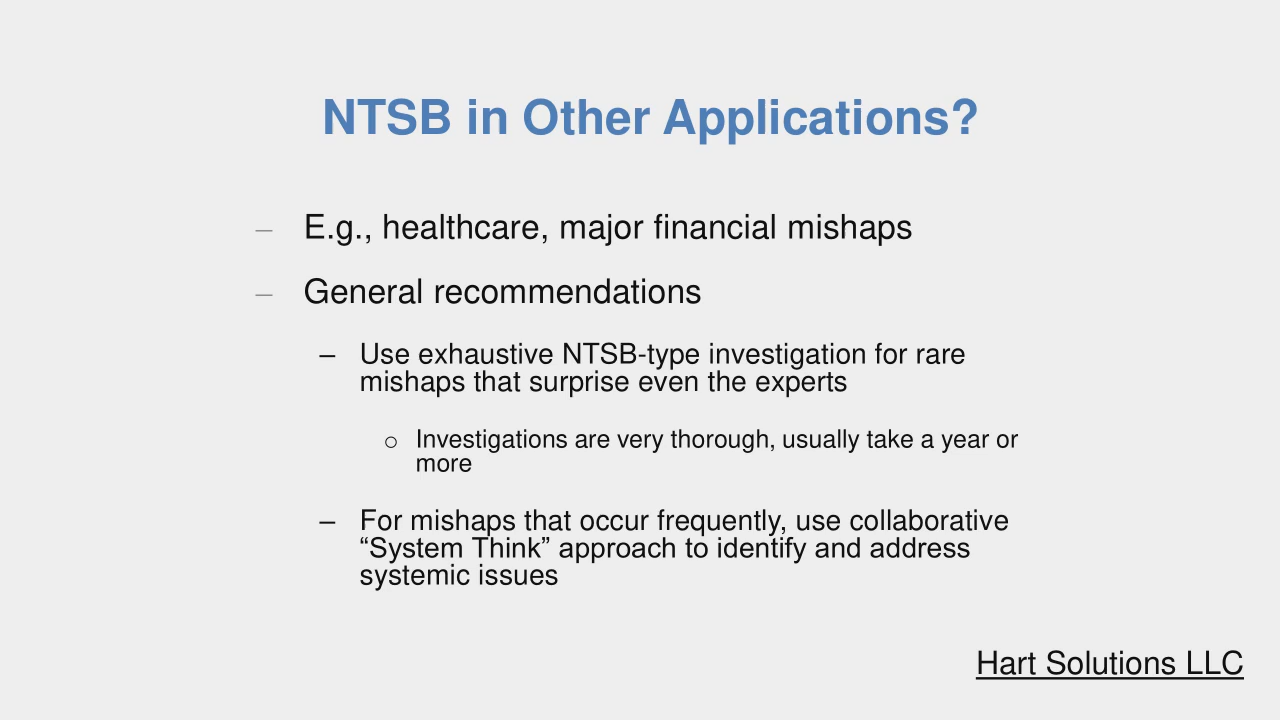 NTSB in Other Applications?
– E.g., healthcare, major financial mishaps
– General recommendations
– Use exhaustive NTSB-type investigation for rare
mishaps that surprise even the experts
o Investigations are very thorough, usually take a year or
more
– For mishaps that occur frequently, use collaborative
“System Think” approach to identify and address
systemic issues
Hart Solutions LLC